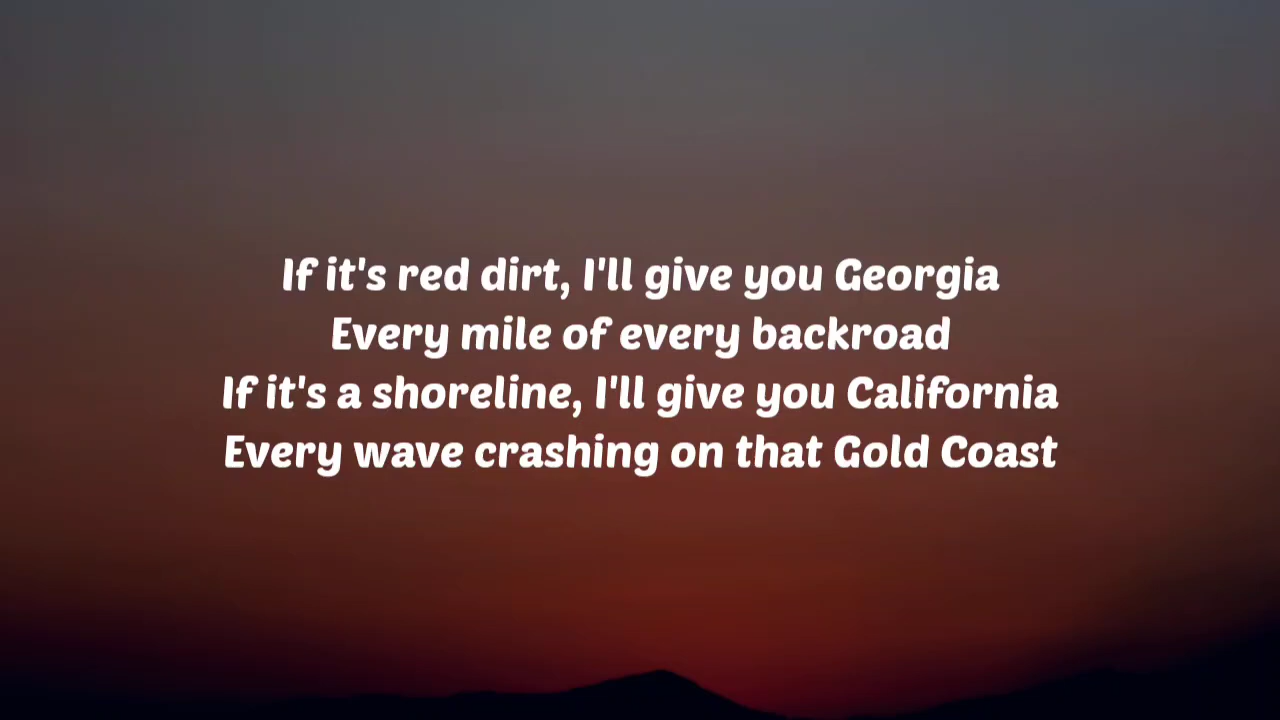 If it's red dirt, I'll give you Georgia
Every mile of every backroad
If it's a shoreline, I'll give you California
Every wave crashing on that Gold Coast